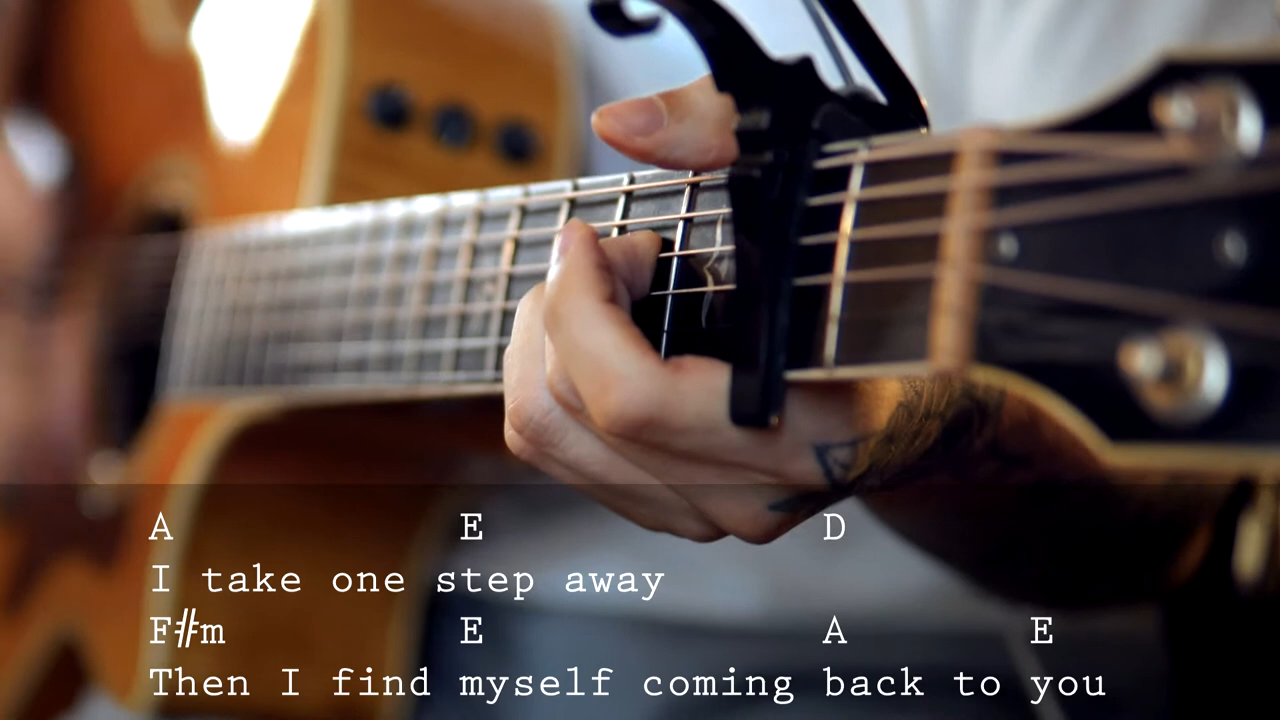 A E D
I take one step away
F#m E A E
Then I find myself coming back to you